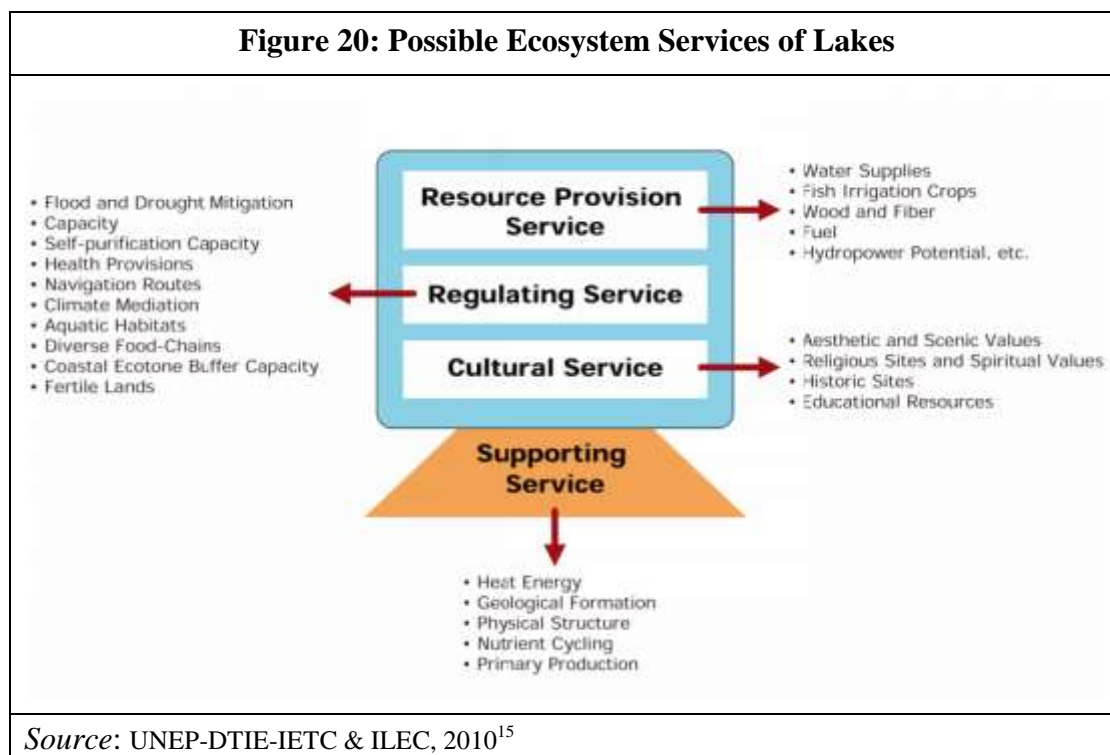 Figure 20: Possible Ecosystem Services of Lakes
• Flood and Drought Mitigation
• Capacity
• Self-purification Capacity
• Health Provisions
• Navigation Routes
• Climate Mediation
• Aquatic Habitats
• Diverse Food-Chains
• Coastal Ecotone Buffer Capacity
• Fertile Lands
Resource Provision
Service
Regulating Service
Cultural Service
Supporting
Service
• Water Supplies
• Fish Irrigation Crops
• Wood and Fiber
• Fuel
• Hydropower Potential, etc.
• Aesthetic and Scenic Values
• Religious Sites and Spiritual Values
• Historic Sites
• Educational Resources
• Heat Energy
• Geological Formation
• Physical Structure
• Nutrient Cycling
• Primary Production
Source: UNEP-DTIE-IETC & ILEC, 2010¹⁵